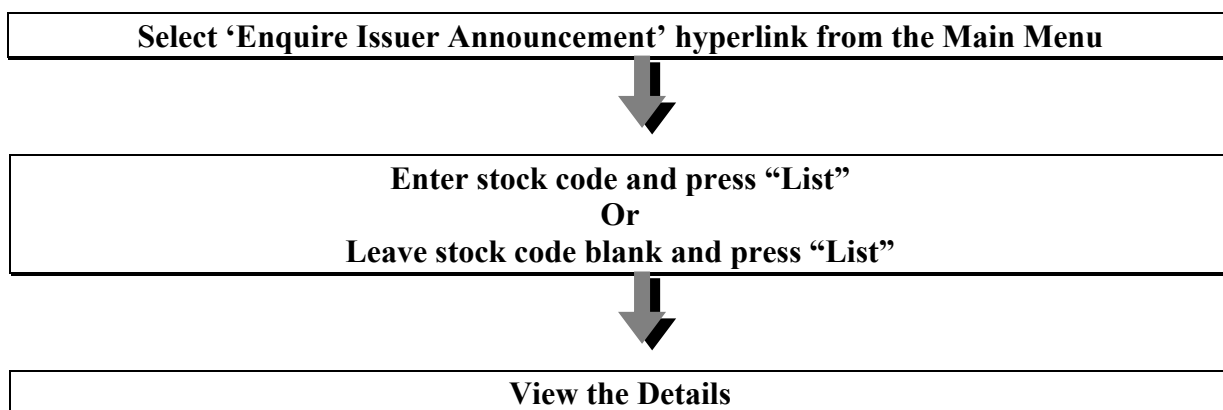 Select ‘Enquire Issuer Announcement’ hyperlink from the Main Menu
Enter stock code and press “List”
Or
Leave stock code blank and press “List”
View the Details